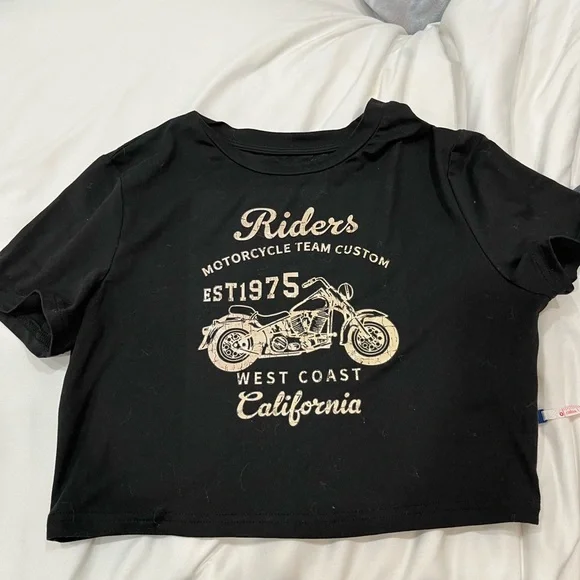 Riders
MOTORCYCLE TEAM CUSTOM
EST1975
WEST COAST
California